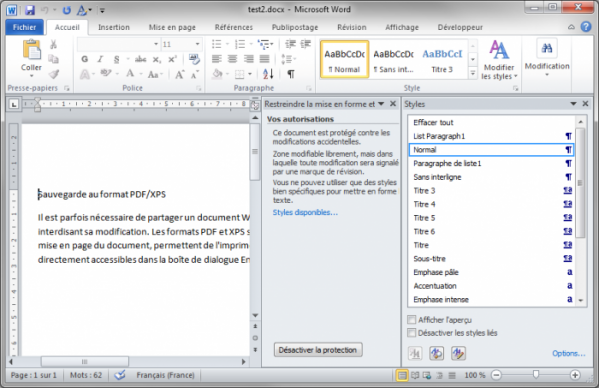 test2.docx - Microsoft Word
Fichier Accueil Insertion Mise en page Références Publipostage Révision Affichage Développeur
Coller
Presse-papiers
11
G I S abc x₂ x²
Police
Paragraphe
AaBbCcDc AaBbCcDc AaBbCcI
¶ Normal ¶ Sans int... Titre 3
Style
Modifier
les styles
Modification
Restreindre la mise en forme et
Vos autorisations
Ce document est protégé contre les
modifications accidentelles.
Zone modifiable librement, mais dans
laquelle toute modification sera signalé
par une marque de révision.
Vous ne pouvez utiliser que des styles
bien spécifiques pour mettre en forme
texte.
Styles disponibles...
Désactiver la protection
Sauvegarde au format PDF/XPS
Il est parfois nécessaire de partager un document W
interdisant sa modification. Les formats PDF et XPS s
mise en page du document, permettent de l'imprim
directement accessibles dans la boîte de dialogue En
Styles
Effacer tout
List Paragraph1
Normal
Paragraphe de liste1
Sans interligne
Titre 3
Titre 4
Titre 5
Titre 6
Titre
Sous-titre
Emphase pâle
Accentuation
Emphase intense
Afficher l'aperçu
Désactiver les styles liés
Options...
Page : 1 sur 1 Mots : 62 Français (France) 100 %